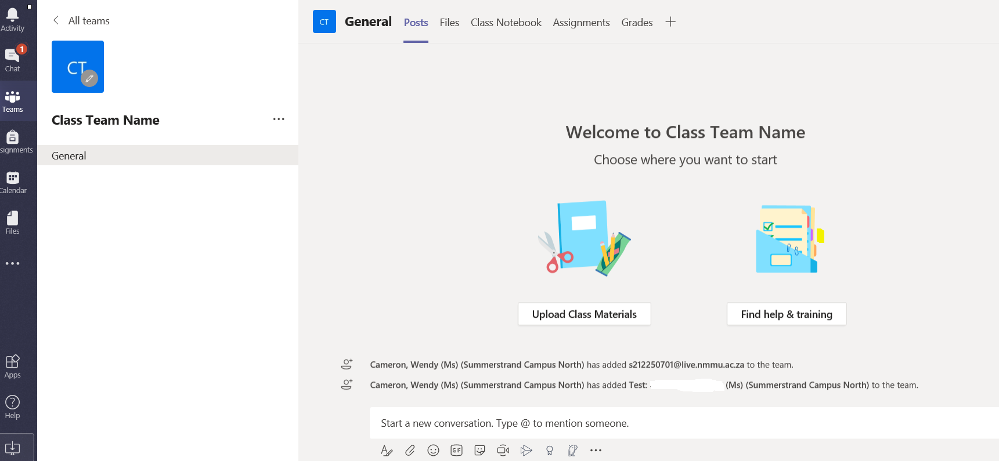 Activity
1
Chat
Teams
signments
Calendar
Files
Apps
Help
All teams
CT
Class Team Name
General
CT
General Posts Files Class Notebook Assignments Grades
Welcome to Class Team Name
Choose where you want to start
Upload Class Materials
Find help & training
Cameron, Wendy (Ms) (Summerstrand Campus North) has added s212250701@live.nmmu.ac.za to the team.
Cameron, Wendy (Ms) (Summerstrand Campus North) has added Test: (Ms) (Summerstrand Campus North) to the team.
Start a new conversation. Type @ to mention someone.
GIF